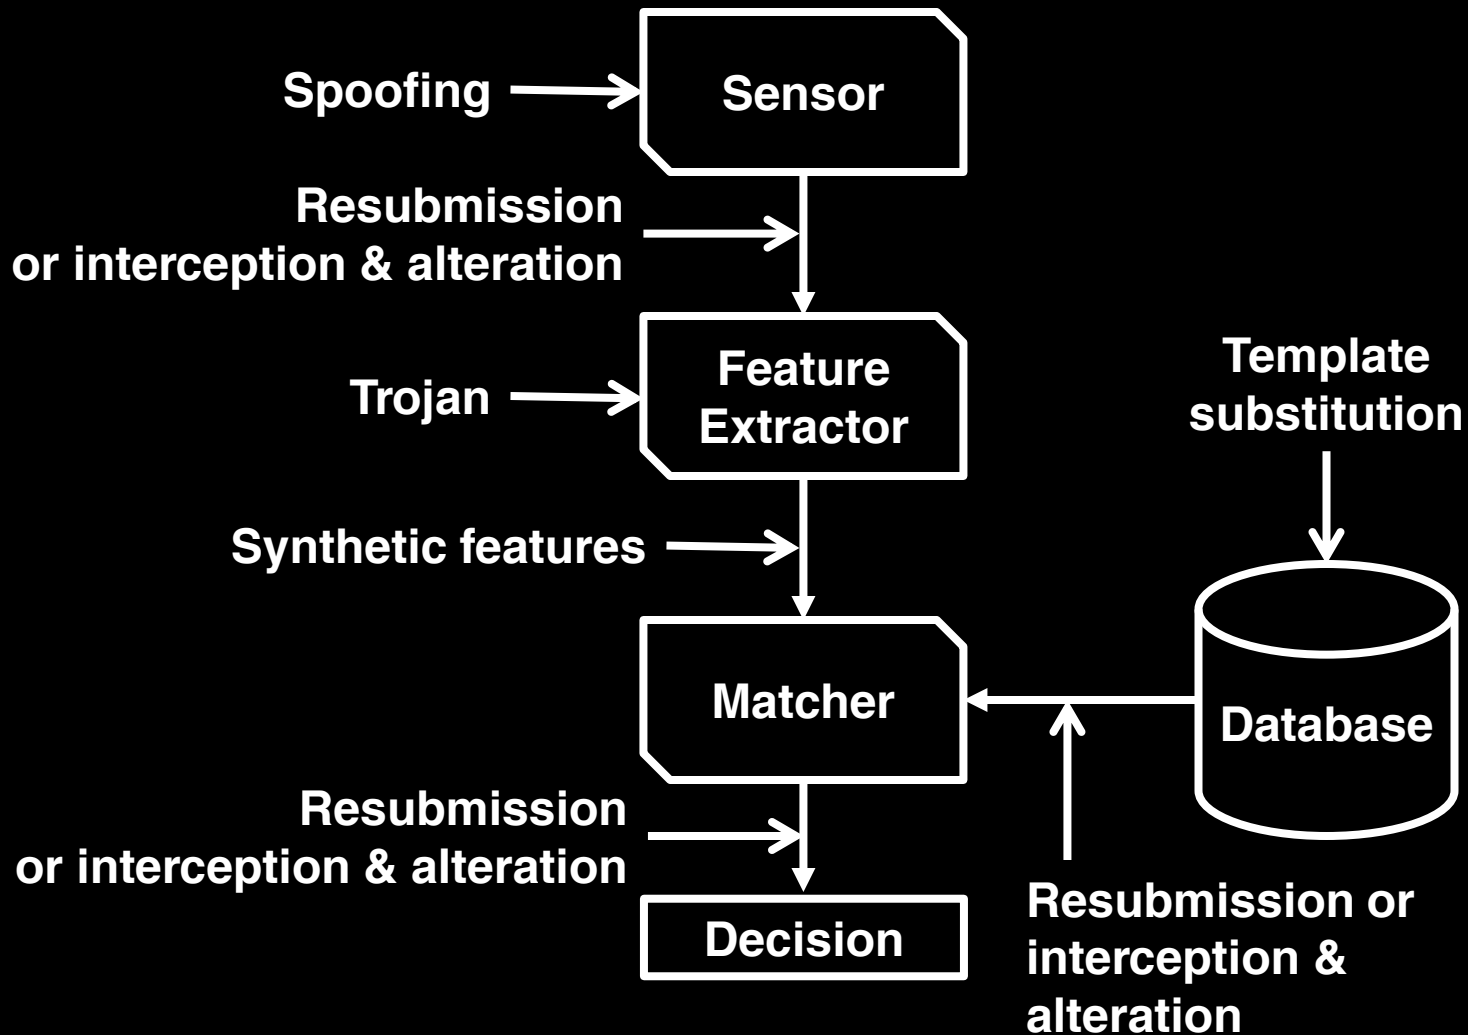 Spoofing
Sensor
Resubmission
or interception & alteration
Trojan
Feature
Extractor
Template
substitution
Synthetic features
Matcher
Database
Resubmission
or interception & alteration
Decision
Resubmission or
interception &
alteration